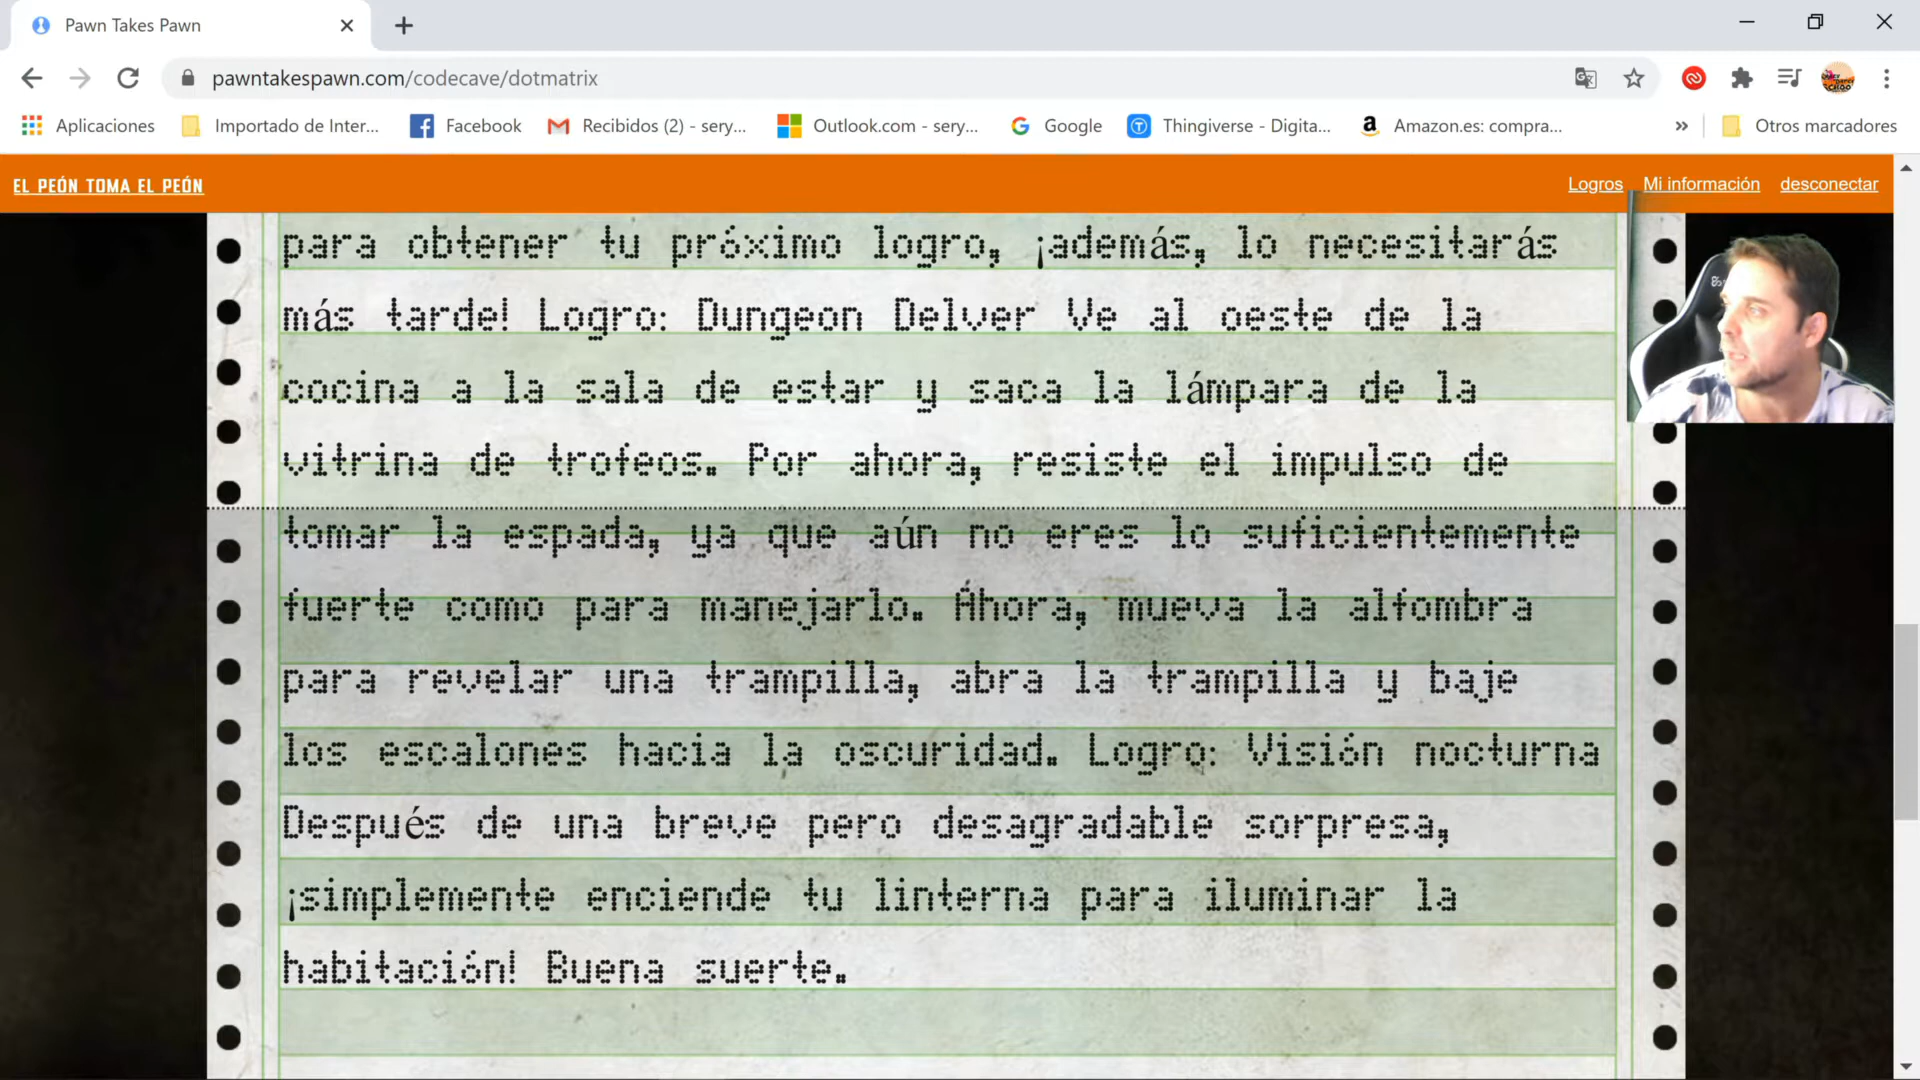 Pawn Takes Pawn
pawntakespawn.com/codecave/dotmatrix
Aplicaciones Importado de Inter... Facebook Recibidos (2) - sery... Outlook.com - sery... Google Thingiverse - Digita... Amazon.es: compra... » Otros marcadores
EL PEÓN TOMA EL PEÓN Logros Mi información desconectar
para obtener tu próximo logro, ¡además, lo necesitarás
más tarde! Logro: Dungeon Delver Ve al oeste de la
cocina a la sala de estar y saca la lámpara de la
vitrina de trofeos. Por ahora, resiste el impulso de
tomar la espada, ya que aún no eres lo suficientemente
fuerte como para manejarlo. Ahora, mueva la alfombra
para revelar una trampilla, abra la trampilla y baje
los escalones hacia la oscuridad. Logro: Visión nocturna
Después de una breve pero desagradable sorpresa,
¡simplemente enciende tu linterna para iluminar la
habitación! Buena suerte.